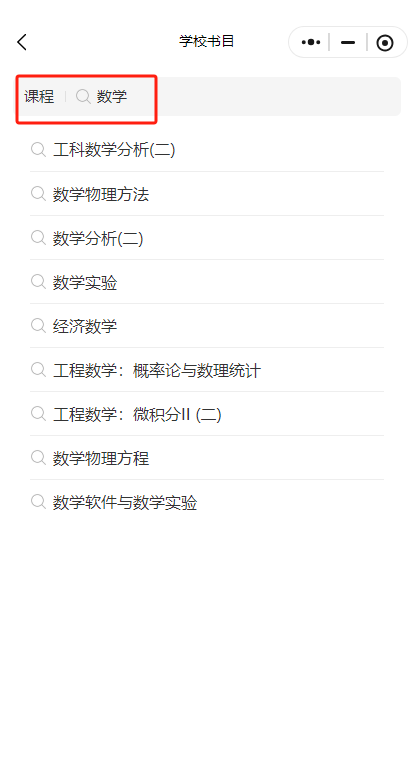 学校书目
课程 数学
工科数学分析(二)
数学物理方法
数学分析(二)
数学实验
经济数学
工程数学：概率论与数理统计
工程数学：微积分II (二)
数学物理方程
数学软件与数学实验